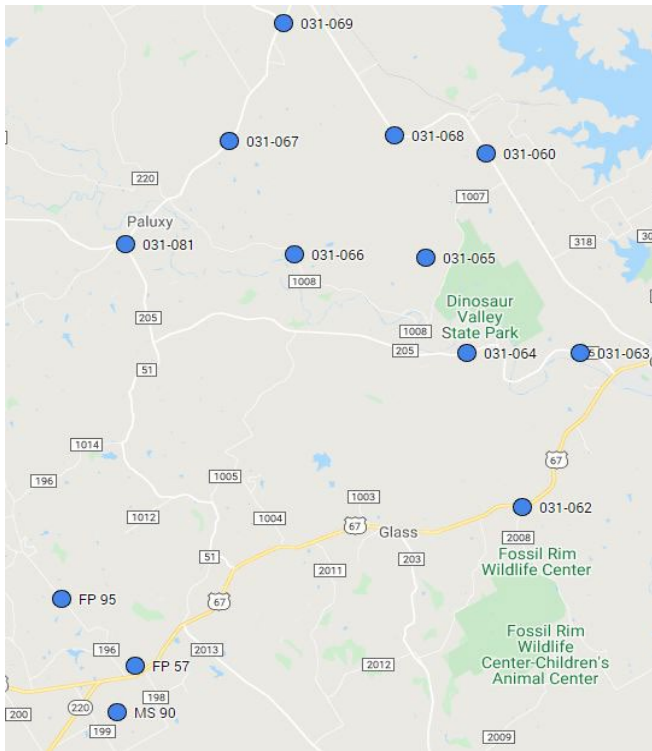 031-069
031-067
031-068
031-060
220
1007
Paluxy
031-081
318
30
031-066
031-065
1008
Dinosaur
Valley
State Park
205
1008
205
031-064
031-063
51
1014
67
196
1005
1003
031-062
1012
1004
67
Glass
2008
51
203
Fossil Rim
Wildlife Center
2011
FP 95
67
Fossil Rim
Wildlife
Center-Children's
Animal Center
196
2013
FP 57
2012
198
220
200
MS 90
199
2009